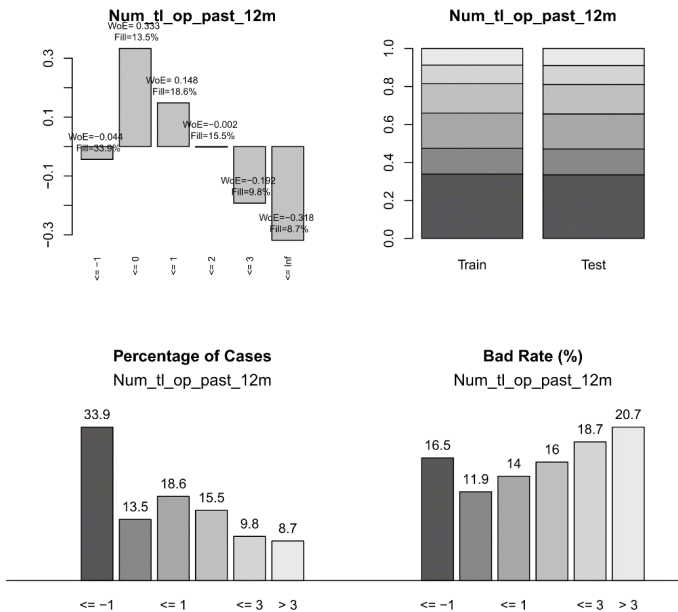 Num_tl_op_past_12m
WoE= 0.333
Fill=13.5%
WoE= 0.148
Fill=18.6%
WoE=−0.002
Fill=15.5%
WoE=−0.044
Fill=33.9%
WoE=−0.192
Fill=9.8%
WoE=−0.318
Fill=8.7%
0.3
0.1
−0.1
−0.3
<= −1
<= 0
<= 1
<= 2
<= 3
<= Inf
Num_tl_op_past_12m
1.0
0.8
0.6
0.4
0.2
0.0
Train
Test
Percentage of Cases
Num_tl_op_past_12m
33.9
13.5
18.6
15.5
9.8
8.7
<= −1
<= 1
<= 3
> 3
Bad Rate (%)
Num_tl_op_past_12m
16.5
11.9
14
16
18.7
20.7
<= −1
<= 1
<= 3
> 3